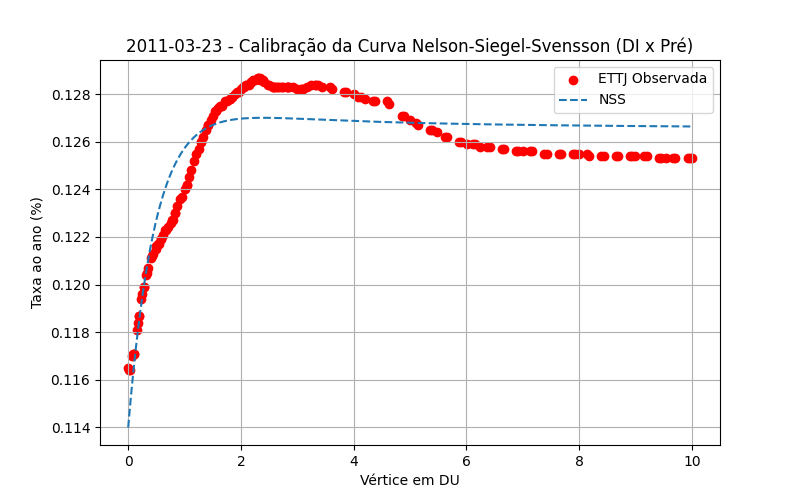 2011-03-23 - Calibração da Curva Nelson-Siegel-Svensson (DI x Pré)
ETTJ Observada
NSS
Taxa ao ano (%)
0.128
0.126
0.124
0.122
0.120
0.118
0.116
0.114
0
2
4
6
8
10
Vértice em DU